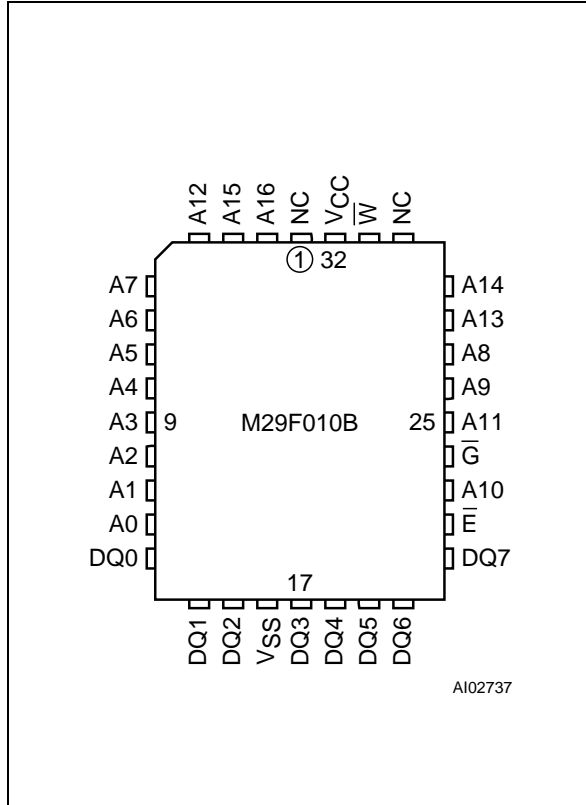 A12 A15 A16 NC VCC W̅ NC
1 32
A7 A14
A6 A13
A5 A8
A4 A9
A3 9 M29F010B 25 A11
A2 G̅
A1 A10
A0 E̅
DQ0 DQ7
17
DQ1 DQ2 VSS DQ3 DQ4 DQ5 DQ6
AI02737